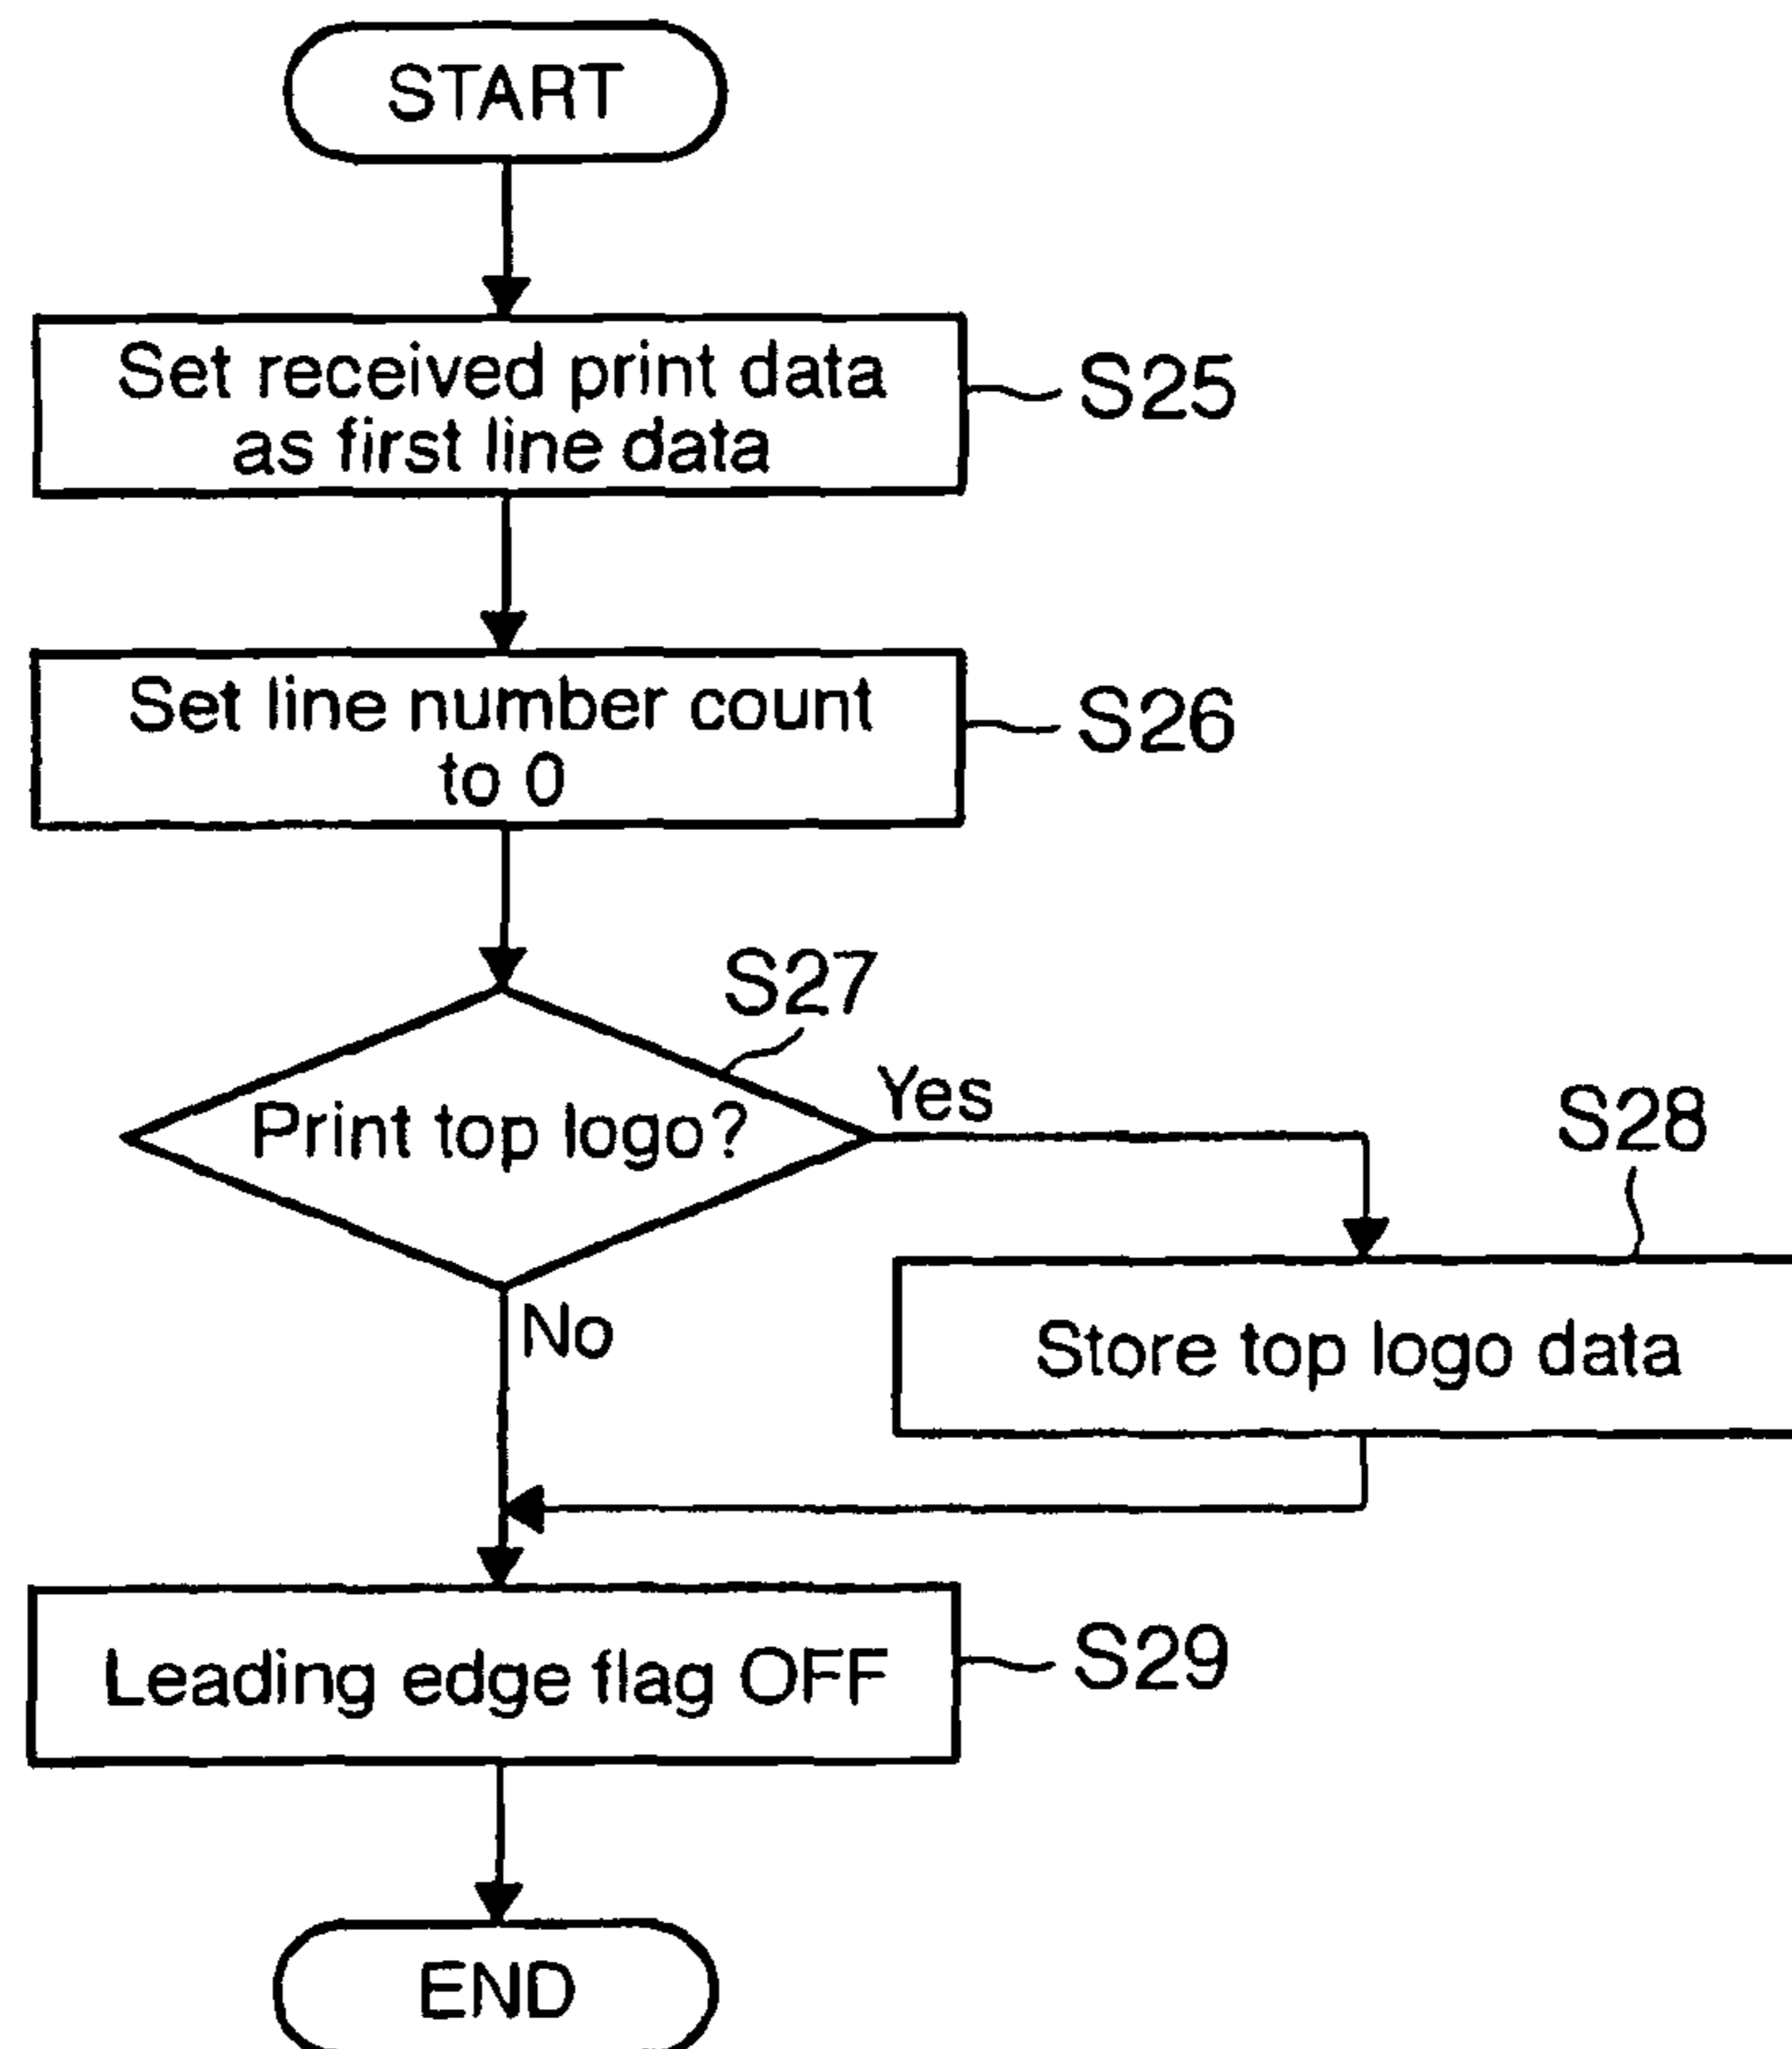 START
Set received print data
as first line data
S25
Set line number count
to 0
S26
S27
Print top logo?
Yes
No
S28
Store top logo data
Leading edge flag OFF
S29
END